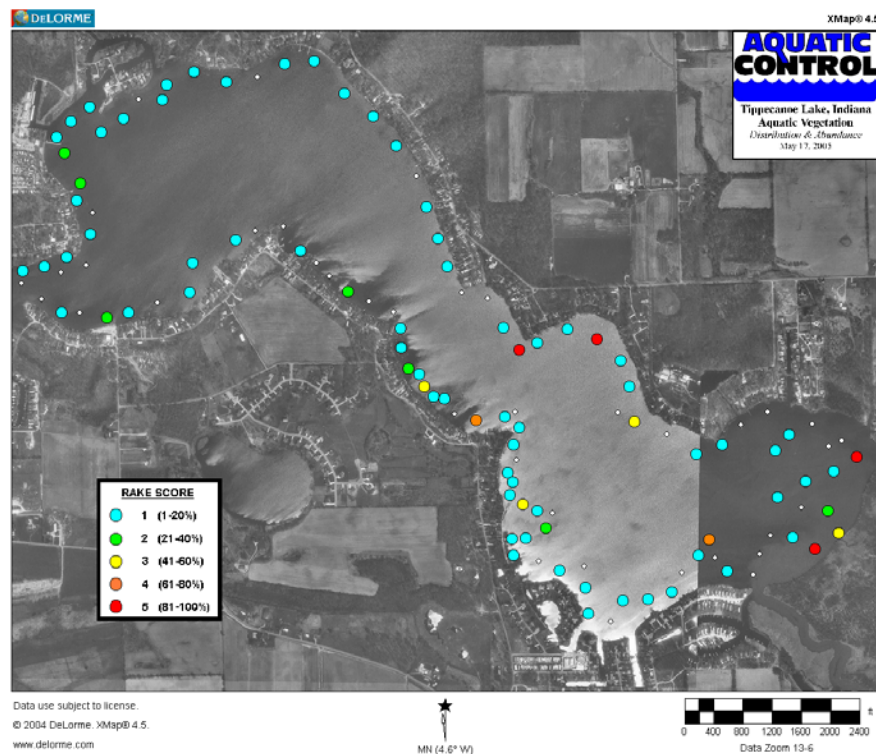 DELORME
XMap® 4.5
AQUATIC
CONTROL
Tippecanoe Lake, Indiana
Aquatic Vegetation
Distribution & Abundance
May 17, 2005
RAKE SCORE
1 (1-20%)
2 (21-40%)
3 (41-60%)
4 (61-80%)
5 (81-100%)
Data use subject to license.
© 2004 DeLorme. XMap® 4.5.
www.delorme.com
MN (4.6° W)
ft
0 400 800 1200 1600 2000 2400
Data Zoom 13-6